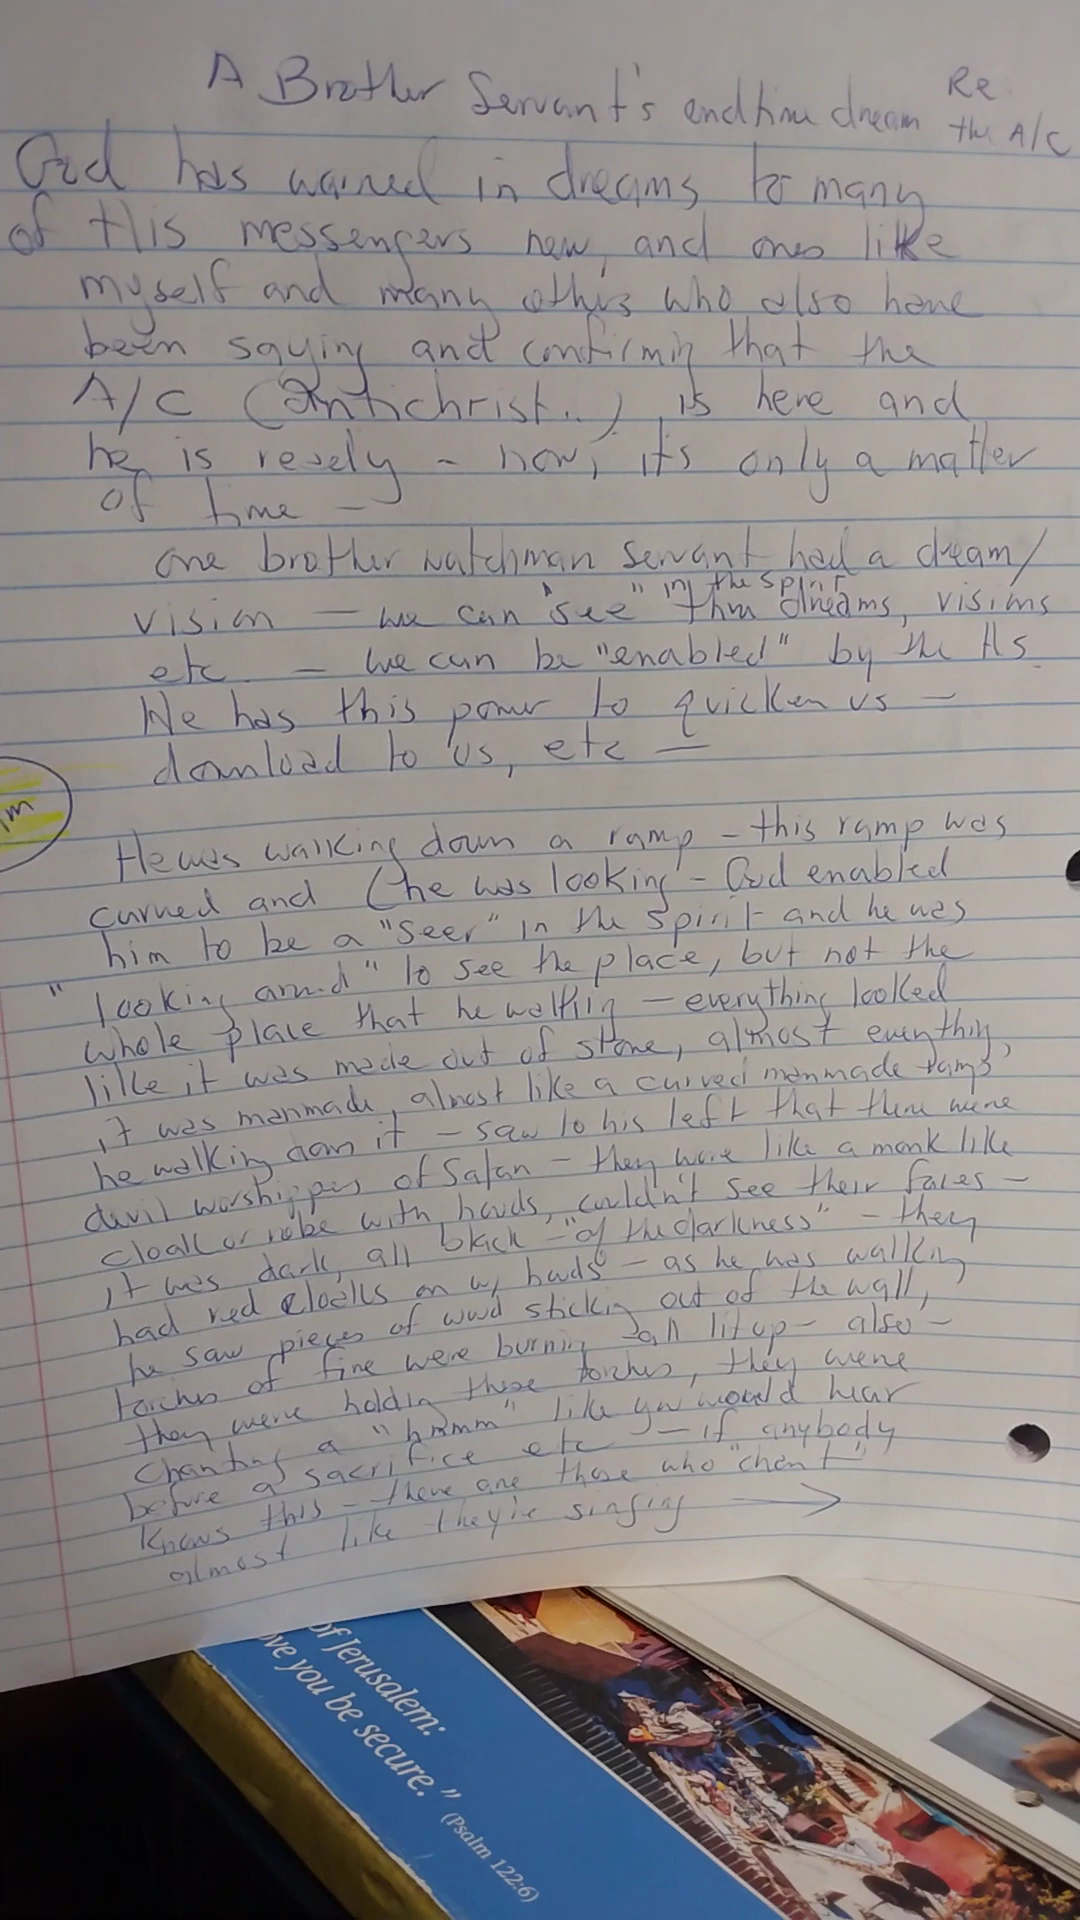 A Brother Servant's endtime dream Re the A/C
God has warned in dreams to many
of His messengers now, and ones like
myself and many others who also have
been saying and confirming that the
A/C (Antichrist..) is here and
he is ready - now, it's only a matter
of time -
one brother watchman servant had a dream/
vision - we can "see" in the spirit thru dreams, visions
etc. - we can be "enabled" by the HS
He has this power to quicken us -
download to us, etc -
He was walking down a ramp - this ramp was
curved and (he was looking - God enabled
him to be a "seer" in the spirit and he was
"looking around" to see the place, but not the
whole place that he walking - everything looked
like it was made out of stone, almost everything,
it was manmade, almost like a curved manmade ramp
he walking down it - saw to his left that there were
devil worshippers of Satan - they wore like a monk like
cloak or robe with hoods, couldn't see their faces -
it was dark, all black - "of the darkness" - they
had red cloaks on w/ hoods - as he was walking
he saw pieces of wood sticking out of the wall,
torches of fire were burning all lit up - also -
they were holding these torches, they were
chanting a "hmmm" like you would hear
before a sacrifice etc - if anybody
knows this - there are those who "chant"
almost like they're singing →
of Jerusalem:
ve you be secure."
(Psalm 122:6)